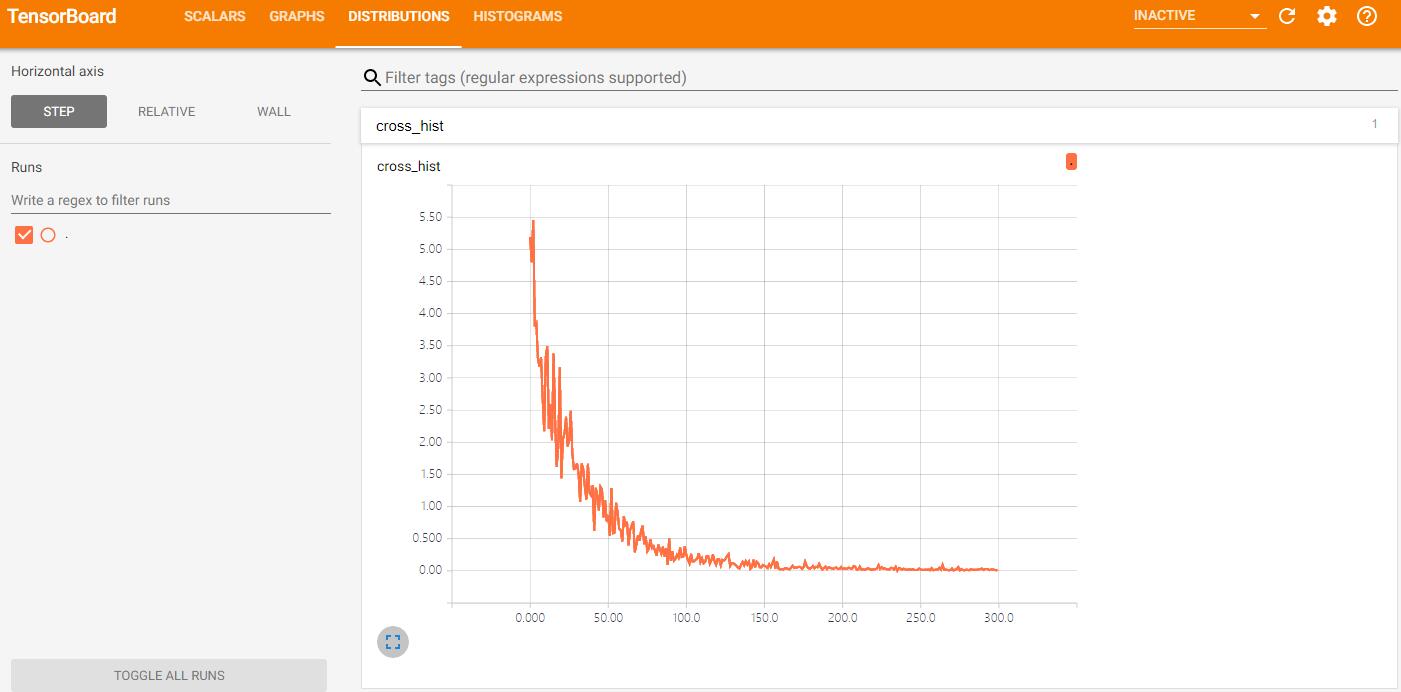 TensorBoard SCALARS GRAPHS DISTRIBUTIONS HISTOGRAMS INACTIVE
Horizontal axis
STEP RELATIVE WALL
Runs
Write a regex to filter runs
.
TOGGLE ALL RUNS
Filter tags (regular expressions supported)
cross_hist 1
cross_hist .
5.50
5.00
4.50
4.00
3.50
3.00
2.50
2.00
1.50
1.00
0.500
0.00
0.000 50.00 100.0 150.0 200.0 250.0 300.0